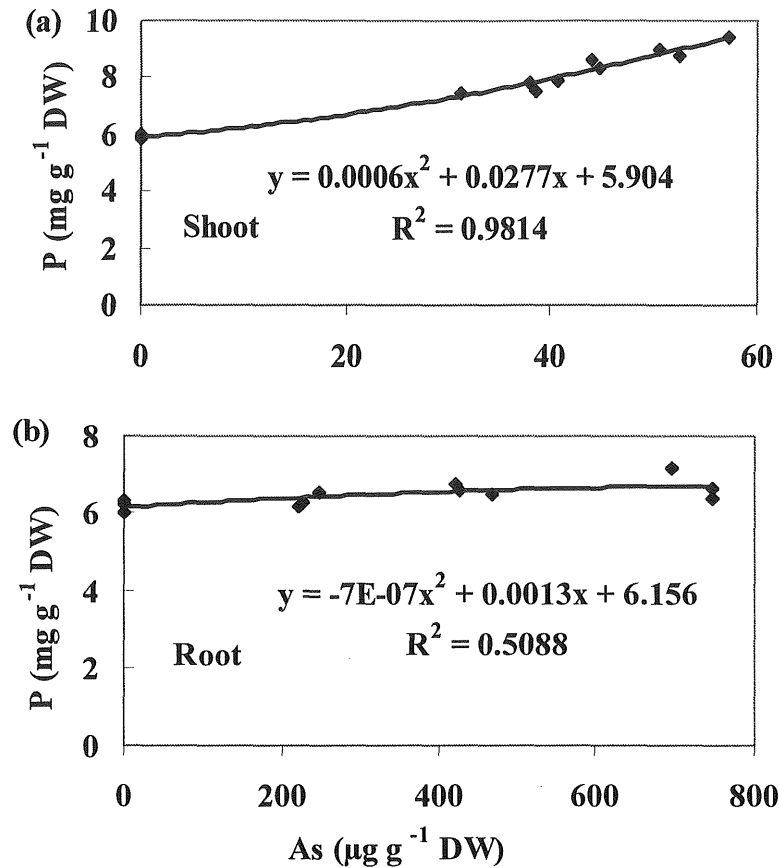 (a)
10
8
6
4
2
0
P (mg g⁻¹ DW)
y = 0.0006x² + 0.0277x + 5.904
Shoot
R² = 0.9814
0 20 40 60
(b)
8
6
4
2
0
P (mg g⁻¹ DW)
y = -7E-07x² + 0.0013x + 6.156
Root
R² = 0.5088
0 200 400 600 800
As (µg g⁻¹ DW)